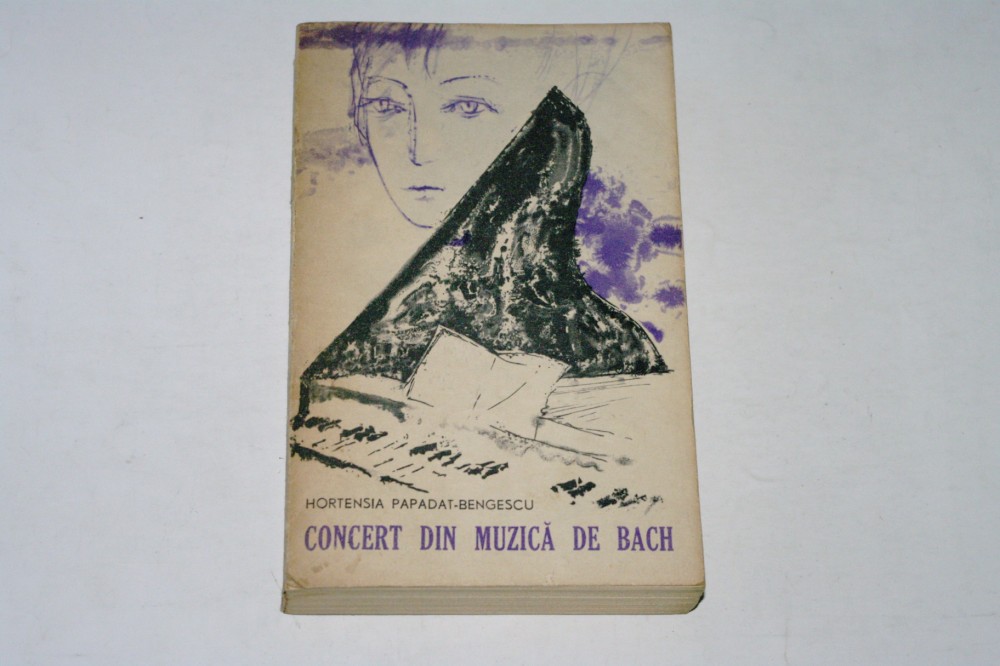 HORTENSIA PAPADAT-BENGESCU
CONCERT DIN MUZICĂ DE BACH